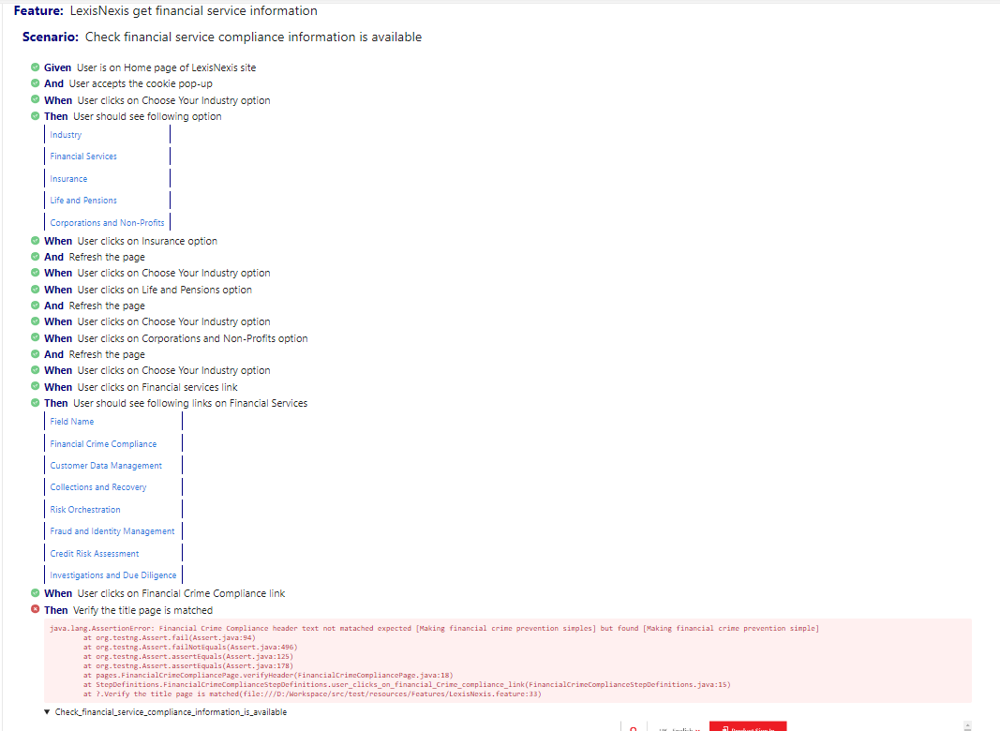 Feature: LexisNexis get financial service information
Scenario: Check financial service compliance information is available
Given User is on Home page of LexisNexis site
And User accepts the cookie pop-up
When User clicks on Choose Your Industry option
Then User should see following option
Industry
Financial Services
Insurance
Life and Pensions
Corporations and Non-Profits
When User clicks on Insurance option
And Refresh the page
When User clicks on Choose Your Industry option
When User clicks on Life and Pensions option
And Refresh the page
When User clicks on Choose Your Industry option
When User clicks on Corporations and Non-Profits option
And Refresh the page
When User clicks on Choose Your Industry option
When User clicks on Financial services link
Then User should see following links on Financial Services
Field Name
Financial Crime Compliance
Customer Data Management
Collections and Recovery
Risk Orchestration
Fraud and Identity Management
Credit Risk Assessment
Investigations and Due Diligence
When User clicks on Financial Crime Compliance link
Then Verify the title page is matched
java.lang.AssertionError: Financial Crime Compliance header text not matached expected [Making financial crime prevention simples] but found [Making financial crime prevention simple]
at org.testng.Assert.fail(Assert.java:94)
at org.testng.Assert.failNotEquals(Assert.java:496)
at org.testng.Assert.assertEquals(Assert.java:125)
at org.testng.Assert.assertEquals(Assert.java:178)
at pages.FinancialCrimeCompliancePage.verifyHeader(FinancialCrimeCompliancePage.java:18)
at StepDefinitions.FinancialCrimeComplianceStepDefinitions.user_clicks_on_financial_Crime_compliance_link(FinancialCrimeComplianceStepDefinitions.java:15)
at ?.Verify the title page is matched(file:///D:/Workspace/src/test/resources/Features/LexisNexis.feature:33)
Check_financial_service_compliance_information_is_available